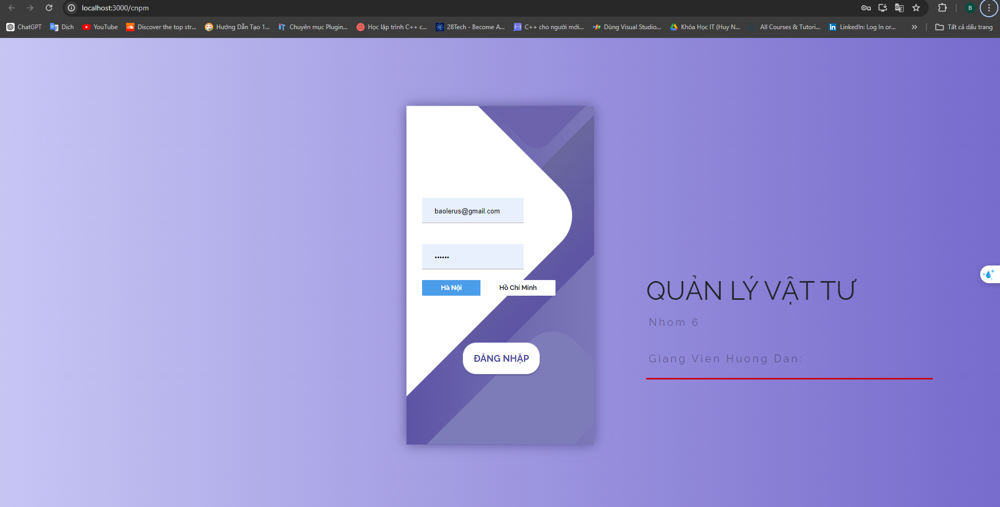 localhost:3000/cnpm
B
ChatGPT
Dịch
YouTube
Discover the top str...
Hướng Dẫn Tạo 1...
Chuyên mục Plugin...
Học lập trình C++ c...
28Tech - Become A...
C++ cho người mới...
Dùng Visual Studio...
Khóa Học IT (Huy N...
All Courses & Tutori...
LinkedIn: Log In or...
Tất cả dấu trang
baolerus@gmail.com
••••••
Hà Nội
Hồ Chí Minh
ĐĂNG NHẬP
QUẢN LÝ VẬT TƯ
Nhom 6
Giang Vien Huong Dan: